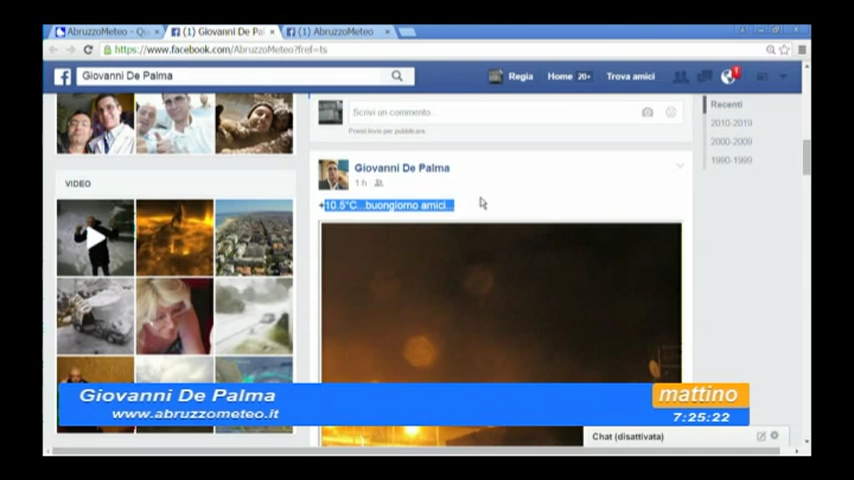 AbruzzoMeteo - Qu
(1) Giovanni De Pal
(1) AbruzzoMeteo
https://www.facebook.com/AbruzzoMeteo?fref=ts
Giovanni De Palma
Regia
Home 20+
Trova amici
1
Scrivi un commento...
Premi Invio per pubblicare.
Recenti
2010-2019
2000-2009
1990-1999
VIDEO
Giovanni De Palma
1 h
+10.5°C...buongiorno amici...
Giovanni De Palma
www.abruzzometeo.it
mattino
7:25:22
Chat (disattivata)